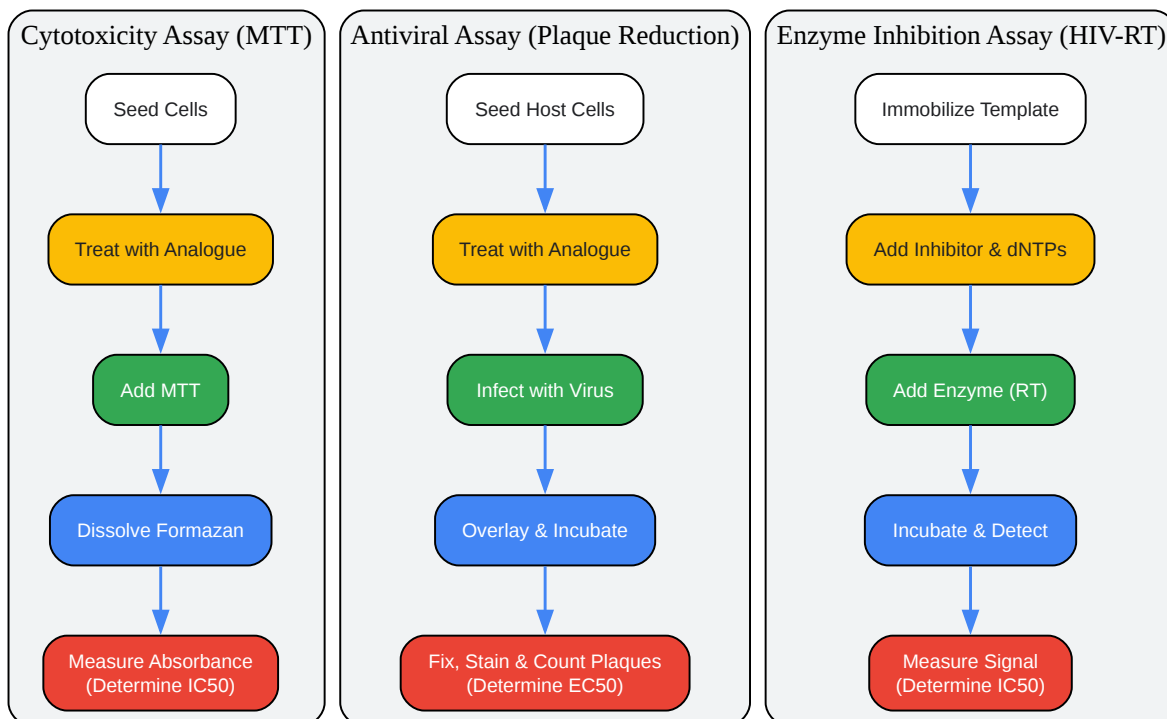 Cytotoxicity Assay (MTT)
Seed Cells
Treat with Analogue
Add MTT
Dissolve Formazan
Measure Absorbance
(Determine IC50)
Antiviral Assay (Plaque Reduction)
Seed Host Cells
Treat with Analogue
Infect with Virus
Overlay & Incubate
Fix, Stain & Count Plaques
(Determine EC50)
Enzyme Inhibition Assay (HIV-RT)
Immobilize Template
Add Inhibitor & dNTPs
Add Enzyme (RT)
Incubate & Detect
Measure Signal
(Determine IC50)